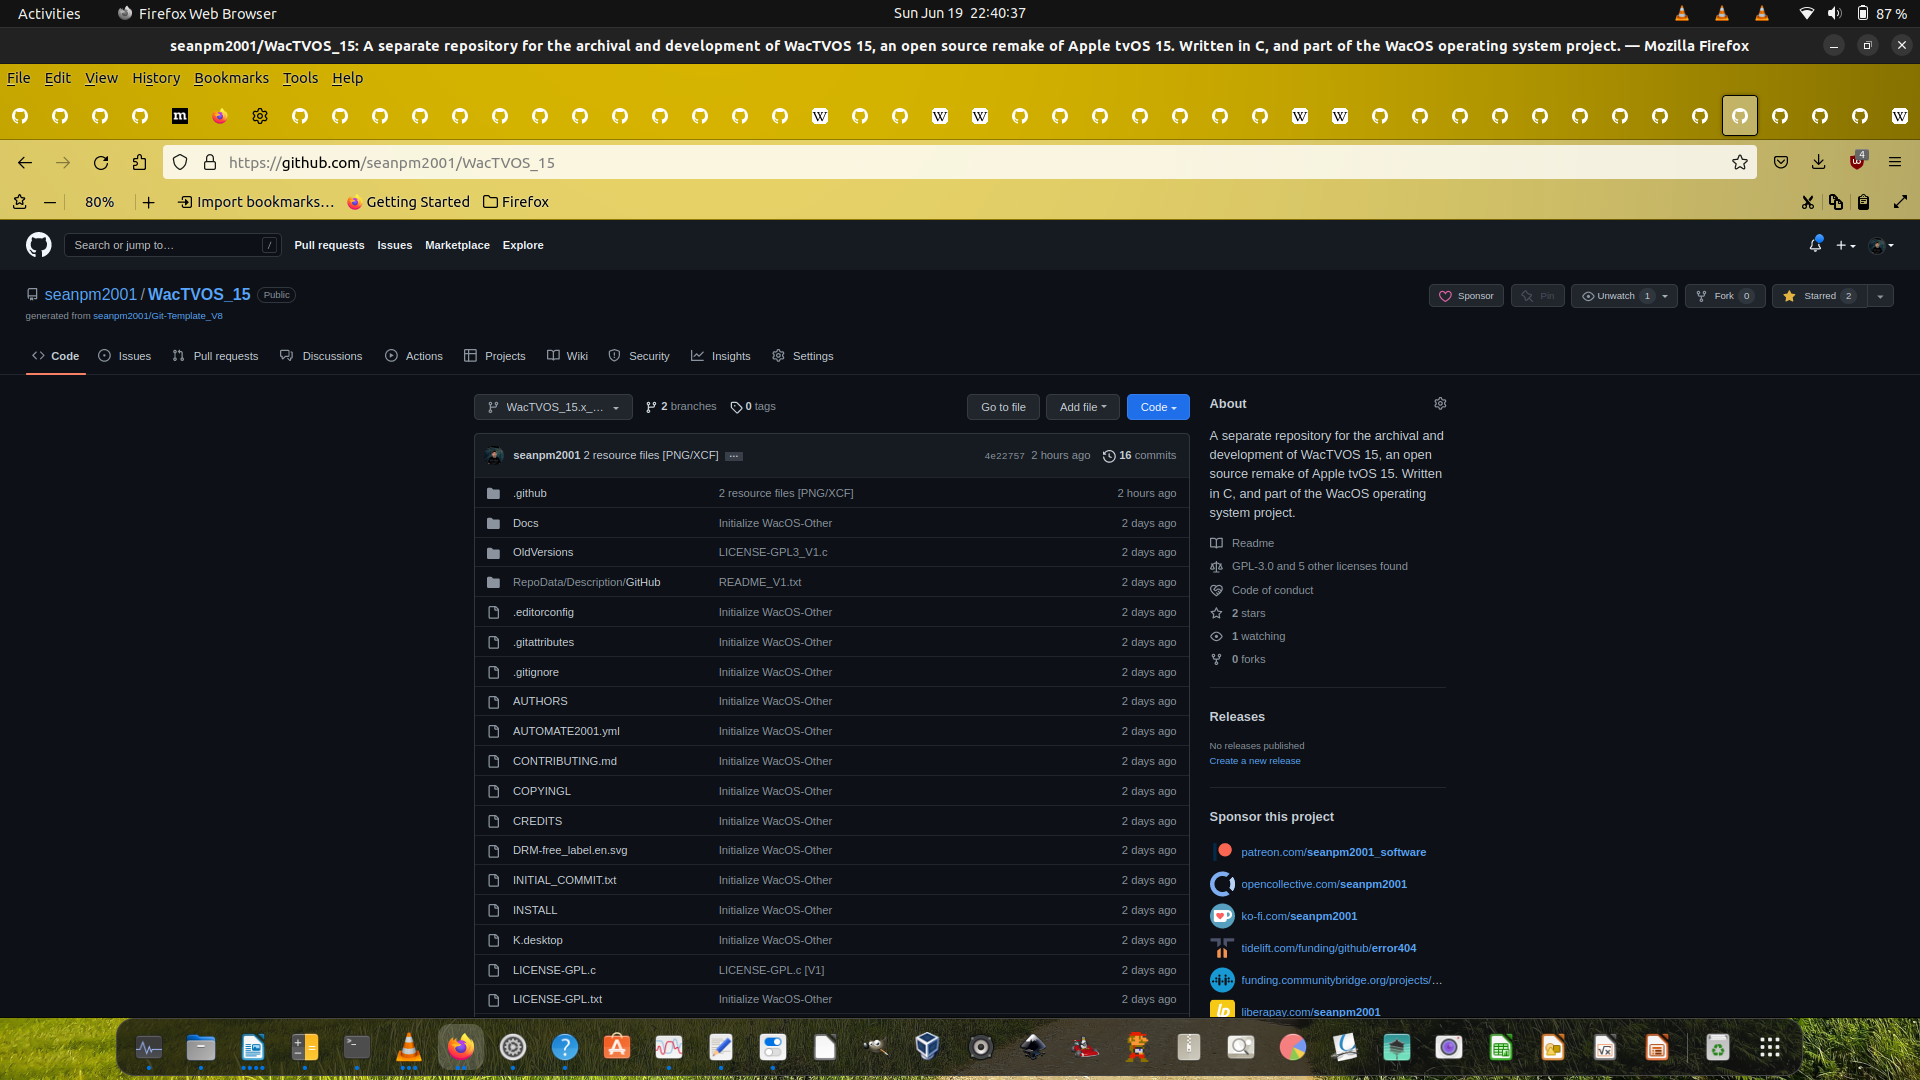 Activities
Firefox Web Browser
Sun Jun 19 22:40:37
87 %
seanpm2001/WacTVOS_15: A separate repository for the archival and development of WacTVOS 15, an open source remake of Apple tvOS 15. Written in C, and part of the WacOS operating system project. — Mozilla Firefox
File Edit View History Bookmarks Tools Help
https://github.com/seanpm2001/WacTVOS_15
4
80%
Import bookmarks…
Getting Started
Firefox
Search or jump to…
/
Pull requests Issues Marketplace Explore
seanpm2001 / WacTVOS_15
Public
Sponsor
Pin
Unwatch 1
Fork 0
Starred 2
generated from seanpm2001/Git-Template_V8
Code Issues Pull requests Discussions Actions Projects Wiki Security Insights Settings
WacTVOS_15.x_...
2 branches
0 tags
Go to file
Add file
Code
seanpm2001 2 resource files [PNG/XCF] ...
4e22757 2 hours ago
16 commits
.github 2 resource files [PNG/XCF] 2 hours ago
Docs Initialize WacOS-Other 2 days ago
OldVersions LICENSE-GPL3_V1.c 2 days ago
RepoData/Description/GitHub README_V1.txt 2 days ago
.editorconfig Initialize WacOS-Other 2 days ago
.gitattributes Initialize WacOS-Other 2 days ago
.gitignore Initialize WacOS-Other 2 days ago
AUTHORS Initialize WacOS-Other 2 days ago
AUTOMATE2001.yml Initialize WacOS-Other 2 days ago
CONTRIBUTING.md Initialize WacOS-Other 2 days ago
COPYINGL Initialize WacOS-Other 2 days ago
CREDITS Initialize WacOS-Other 2 days ago
DRM-free_label.en.svg Initialize WacOS-Other 2 days ago
INITIAL_COMMIT.txt Initialize WacOS-Other 2 days ago
INSTALL Initialize WacOS-Other 2 days ago
K.desktop Initialize WacOS-Other 2 days ago
LICENSE-GPL.c LICENSE-GPL.c [V1] 2 days ago
LICENSE-GPL.txt Initialize WacOS-Other 2 days ago
About
A separate repository for the archival and
development of WacTVOS 15, an open
source remake of Apple tvOS 15. Written
in C, and part of the WacOS operating
system project.
Readme
GPL-3.0 and 5 other licenses found
Code of conduct
2 stars
1 watching
0 forks
Releases
No releases published
Create a new release
Sponsor this project
patreon.com/seanpm2001_software
opencollective.com/seanpm2001
ko-fi.com/seanpm2001
tidelift.com/funding/github/error404
funding.communitybridge.org/projects/...
liberapay.com/seanpm2001